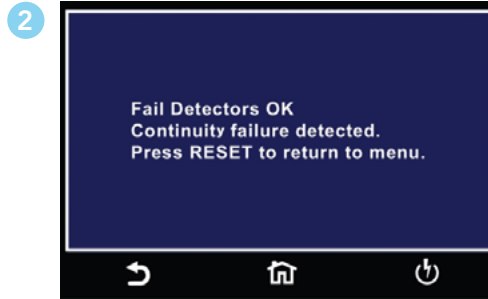 2
Fail Detectors OK
Continuity failure detected.
Press RESET to return to menu.